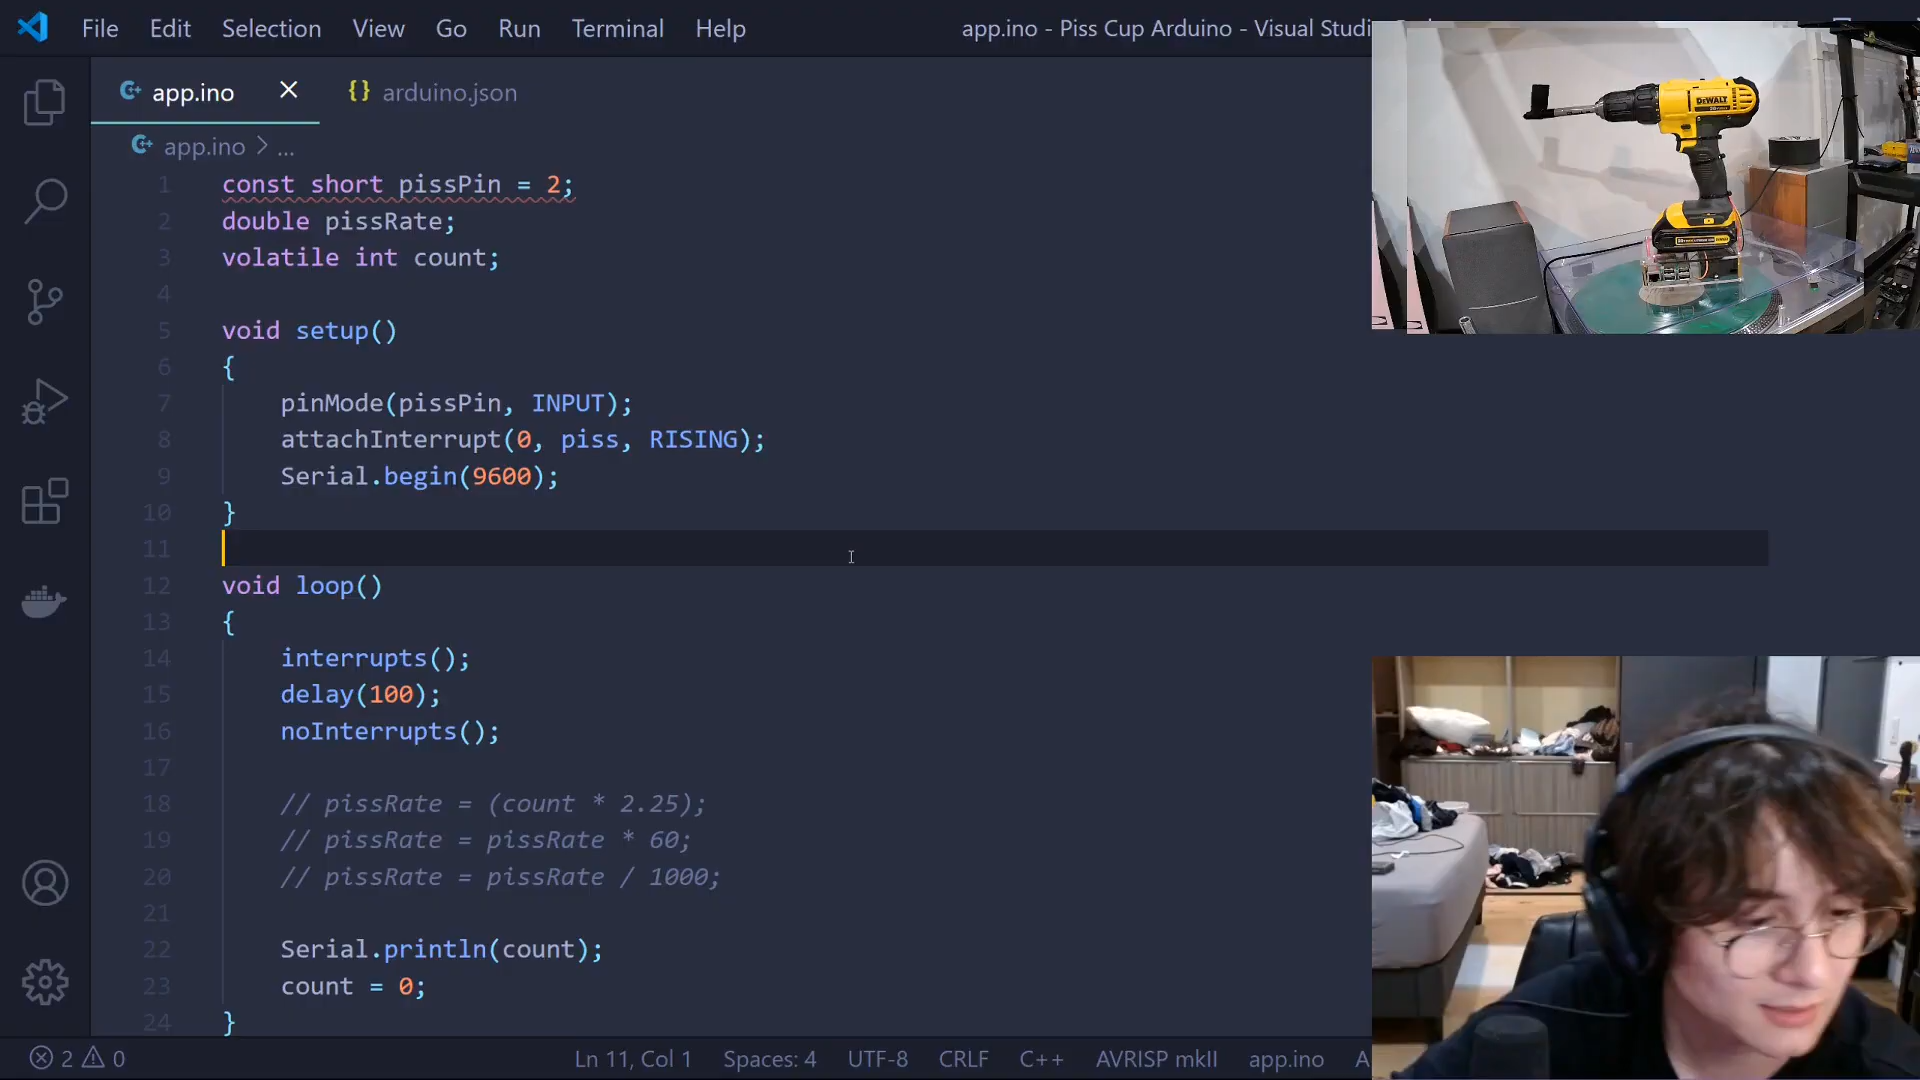 File Edit Selection View Go Run Terminal Help
app.ino - Piss Cup Arduino - Visual Studi
app.ino
{} arduino.json
app.ino > ...
1 const short pissPin = 2;
2 double pissRate;
3 volatile int count;
4
5 void setup()
6 {
7 pinMode(pissPin, INPUT);
8 attachInterrupt(0, piss, RISING);
9 Serial.begin(9600);
10 }
11
12 void loop()
13 {
14 interrupts();
15 delay(100);
16 noInterrupts();
17
18 // pissRate = (count * 2.25);
19 // pissRate = pissRate * 60;
20 // pissRate = pissRate / 1000;
21
22 Serial.println(count);
23 count = 0;
24 }
2 0 Ln 11, Col 1 Spaces: 4 UTF-8 CRLF C++ AVRISP mkII app.ino A
DEWALT